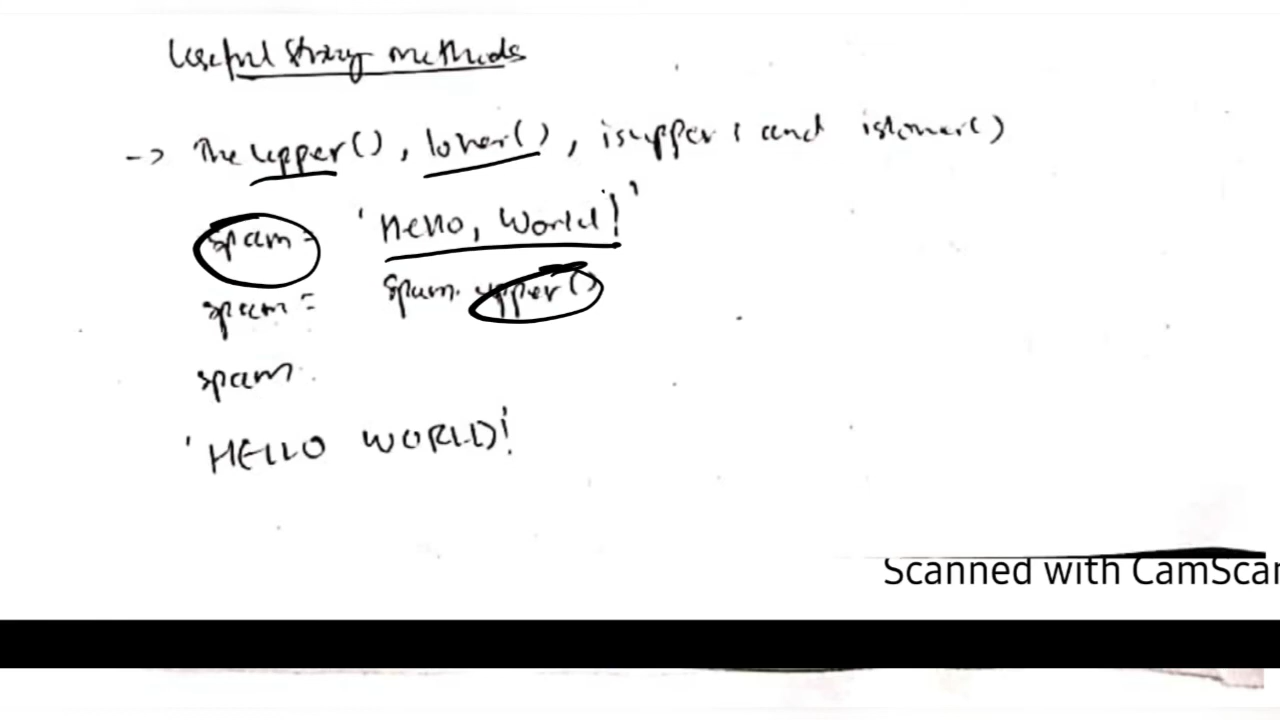 Useful String methods
-> The upper(), lower(), isupper, and islower()
spam = 'Hello, World!'
spam = spam.upper()
spam.
'HELLO WORLD!
Scanned with CamScan